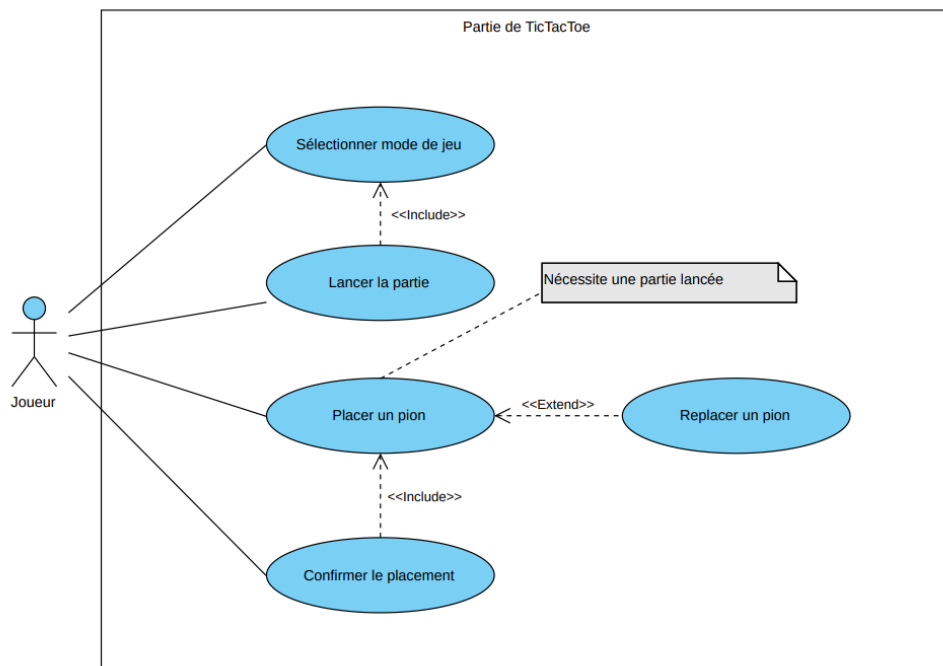 Partie de TicTacToe
Sélectionner mode de jeu
<<Include>>
Lancer la partie
Nécessite une partie lancée
Joueur
Placer un pion
<<Extend>>
Replacer un pion
<<Include>>
Confirmer le placement